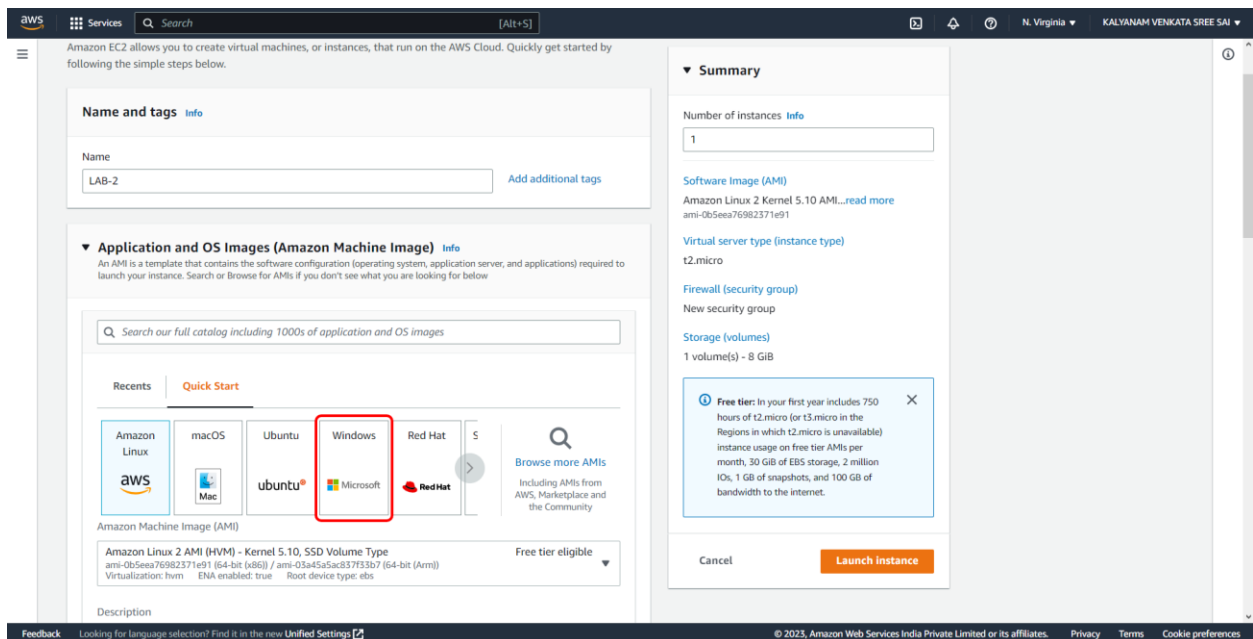 aws
Services
Search
[Alt+S]
N. Virginia
KALYANAM VENKATA SREE SAI
Amazon EC2 allows you to create virtual machines, or instances, that run on the AWS Cloud. Quickly get started by
following the simple steps below.
Name and tags Info
Name
LAB-2
Add additional tags
Application and OS Images (Amazon Machine Image) Info
An AMI is a template that contains the software configuration (operating system, application server, and applications) required to
launch your instance. Search or Browse for AMIs if you don't see what you are looking for below
Search our full catalog including 1000s of application and OS images
Recents
Quick Start
Amazon
Linux
aws
macOS
Mac
Ubuntu
ubuntu®
Windows
Microsoft
Red Hat
Red Hat
S
Browse more AMIs
Including AMIs from
AWS, Marketplace and
the Community
Amazon Machine Image (AMI)
Amazon Linux 2 AMI (HVM) - Kernel 5.10, SSD Volume Type
Free tier eligible
ami-0b5eea76982371e91 (64-bit (x86)) / ami-03a45a5ac837f33b7 (64-bit (Arm))
Virtualization: hvm ENA enabled: true Root device type: ebs
Description
Summary
Number of instances Info
1
Software Image (AMI)
Amazon Linux 2 Kernel 5.10 AMI...read more
ami-0b5eea76982371e91
Virtual server type (instance type)
t2.micro
Firewall (security group)
New security group
Storage (volumes)
1 volume(s) - 8 GiB
Free tier: In your first year includes 750
hours of t2.micro (or t3.micro in the
Regions in which t2.micro is unavailable)
instance usage on free tier AMIs per
month, 30 GiB of EBS storage, 2 million
IOs, 1 GB of snapshots, and 100 GB of
bandwidth to the internet.
Cancel
Launch instance
Feedback
Looking for language selection? Find it in the new Unified Settings
© 2023, Amazon Web Services India Private Limited or its affiliates.
Privacy
Terms
Cookie preferences